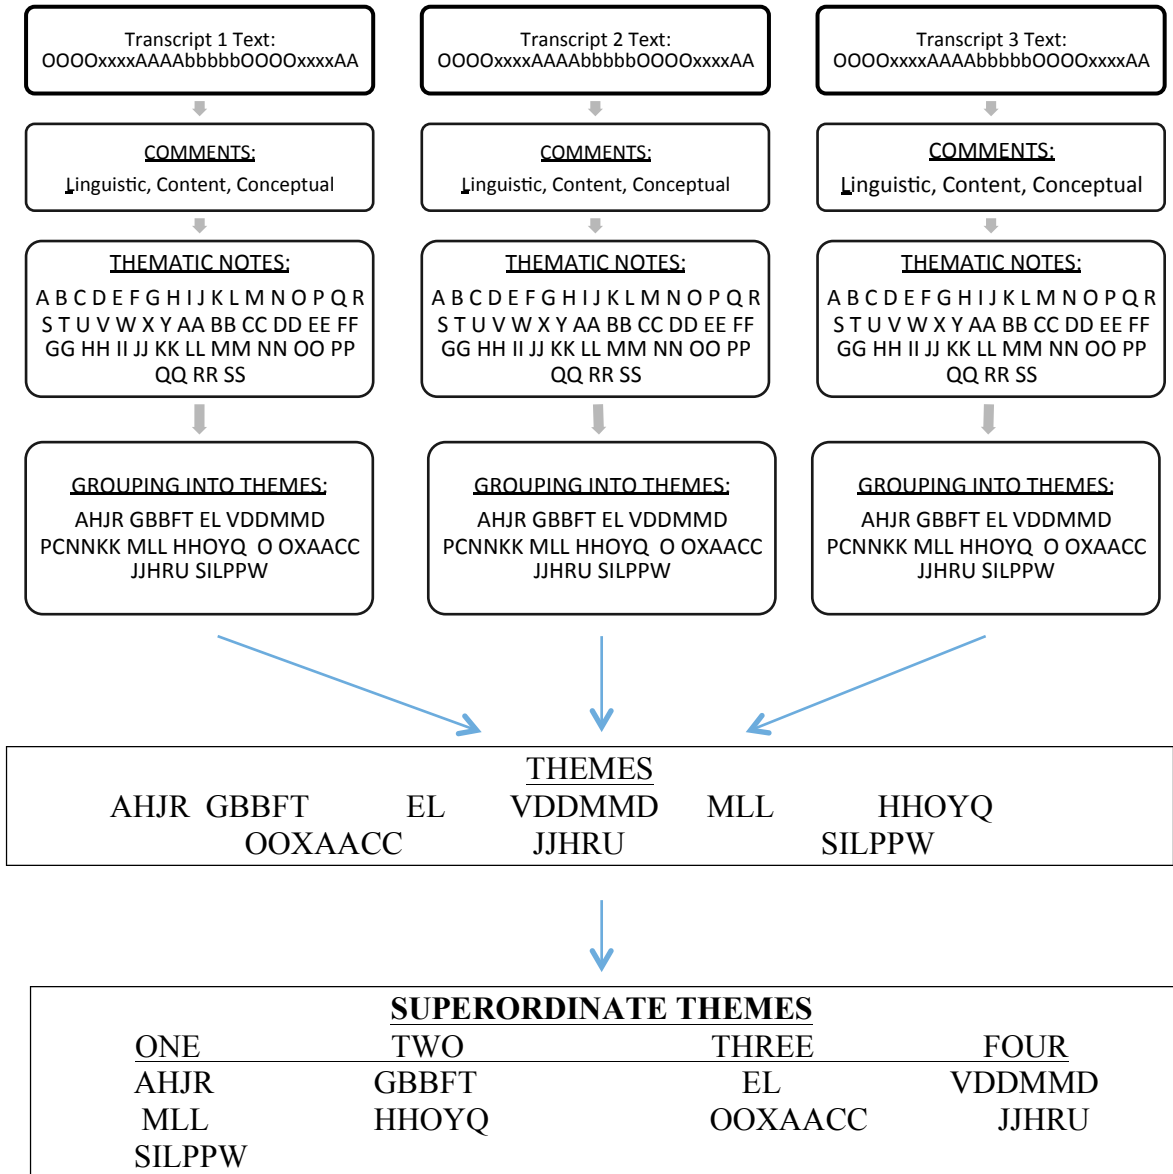 Transcript 1 Text:
OOOOxxxxAAAAbbbbbOOOOxxxxAA
Transcript 2 Text:
OOOOxxxxAAAAbbbbbOOOOxxxxAA
Transcript 3 Text:
OOOOxxxxAAAAbbbbbOOOOxxxxAA
COMMENTS:
Linguistic, Content, Conceptual
COMMENTS:
Linguistic, Content, Conceptual
COMMENTS:
Linguistic, Content, Conceptual
THEMATIC NOTES:
A B C D E F G H I J K L M N O P Q R
S T U V W X Y AA BB CC DD EE FF
GG HH II JJ KK LL MM NN OO PP
QQ RR SS
THEMATIC NOTES:
A B C D E F G H I J K L M N O P Q R
S T U V W X Y AA BB CC DD EE FF
GG HH II JJ KK LL MM NN OO PP
QQ RR SS
THEMATIC NOTES:
A B C D E F G H I J K L M N O P Q R
S T U V W X Y AA BB CC DD EE FF
GG HH II JJ KK LL MM NN OO PP
QQ RR SS
GROUPING INTO THEMES:
AHJR GBBFT EL VDDMMD
PCNNKK MLL HHOYQ O OXAACC
JJHRU SILPPW
GROUPING INTO THEMES:
AHJR GBBFT EL VDDMMD
PCNNKK MLL HHOYQ O OXAACC
JJHRU SILPPW
GROUPING INTO THEMES:
AHJR GBBFT EL VDDMMD
PCNNKK MLL HHOYQ O OXAACC
JJHRU SILPPW
THEMES
AHJR GBBFT EL VDDMMD MLL HHOYQ
OOXAACC JJHRU SILPPW
SUPERORDINATE THEMES
ONE TWO THREE FOUR
AHJR GBBFT EL VDDMMD
MLL HHOYQ OOXAACC JJHRU
SILPPW